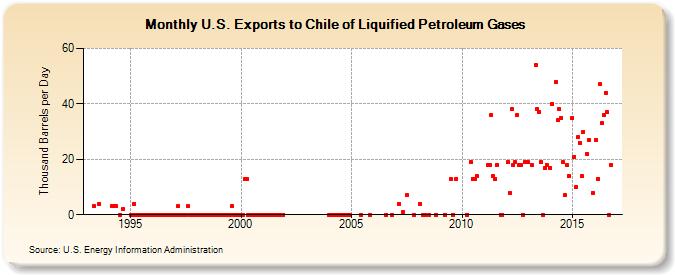 Monthly U.S. Exports to Chile of Liquified Petroleum Gases
Thousand Barrels per Day
60
40
20
0
1995 2000 2005 2010 2015
Source: U.S. Energy Information Administration